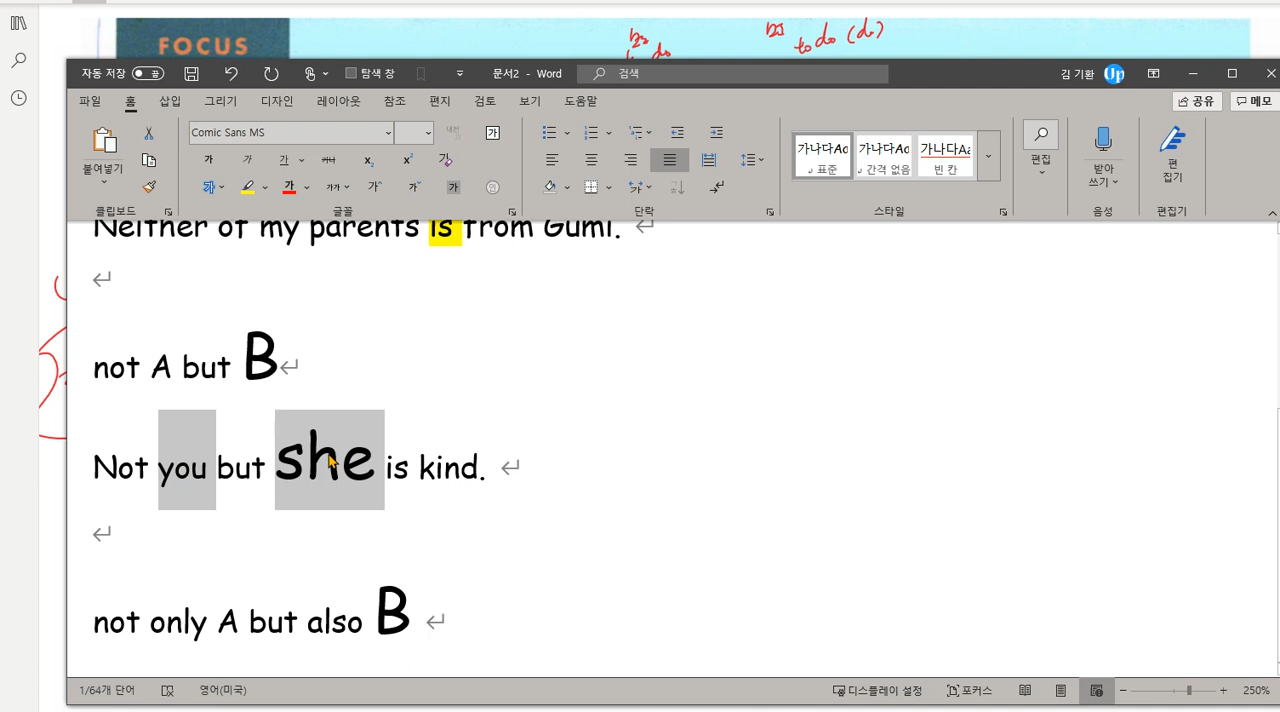 FOCUS
to do (do)
do
자동 저장 끔 탐색 창 문서2 - Word 검색 김 기환 Up
파일 홈 삽입 그리기 디자인 레이아웃 참조 편지 검토 보기 도움말 공유 메모
Comic Sans MS
붙여넣기
클립보드 글꼴 단락
가나다AaI 가나다AaI 가나다Aa
표준 간격 없음 빈 칸
스타일
편집
받아 쓰기
음성
편집기
편집기
Neither of my parents is from Gumi.
not A but B
Not you but she is kind.
not only A but also B
1/64개 단어 영어(미국) 디스플레이 설정 포커스 250%